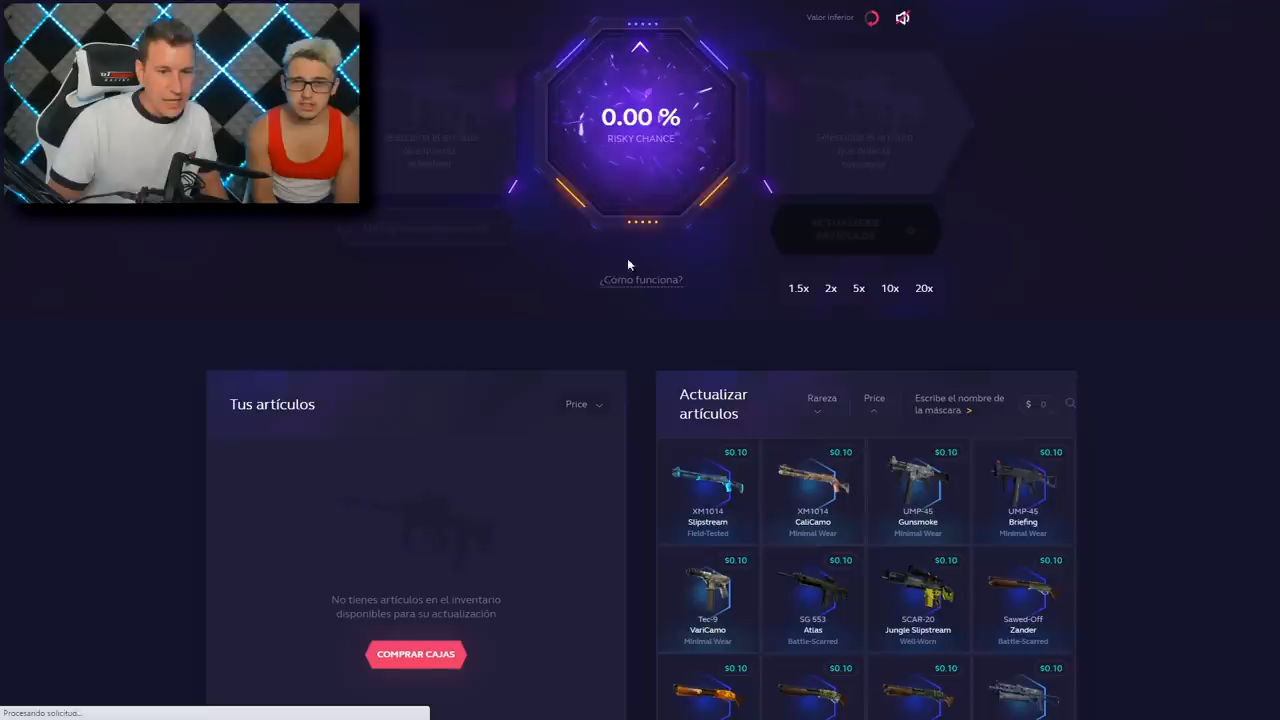 Valor inferior
0.00 %
RISKY CHANCE
¿Cómo funciona?
1.5x 2x 5x 10x 20x
Tus artículos
Price
No tienes artículos en el inventario
disponibles para su actualización
COMPRAR CAJAS
Actualizar
artículos
Rareza
Price
Escribe el nombre de
la máscara >
$ 0
$0.10 $0.10 $0.10 $0.10
XM1014 XM1014 UMP-45 UMP-45
Slipstream CaliCamo Gunsmoke Briefing
Field-Tested Minimal Wear Minimal Wear Minimal Wear
$0.10 $0.10 $0.10 $0.10
Tec-9 SG 553 SCAR-20 Sawed-Off
VariCamo Atlas Jungle Slipstream Zander
Minimal Wear Battle-Scarred Well-Worn Battle-Scarred
$0.10 $0.10 $0.10 $0.10
Procesando solicitud...